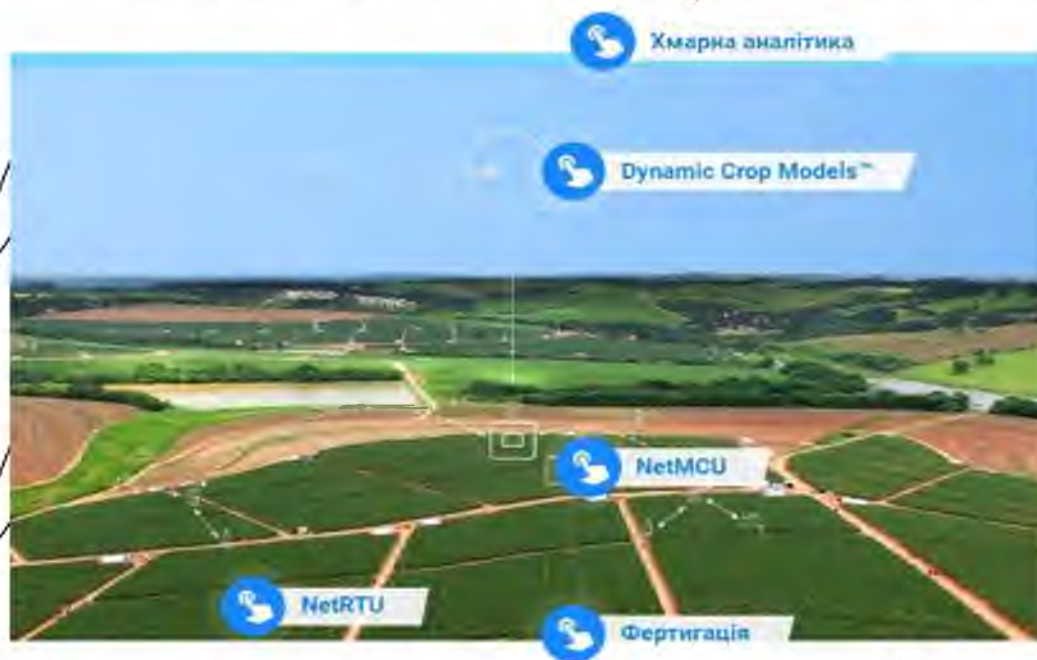 Хмарна аналітика
Dynamic Crop Models™
NetMCU
NetRTU
Фертигація